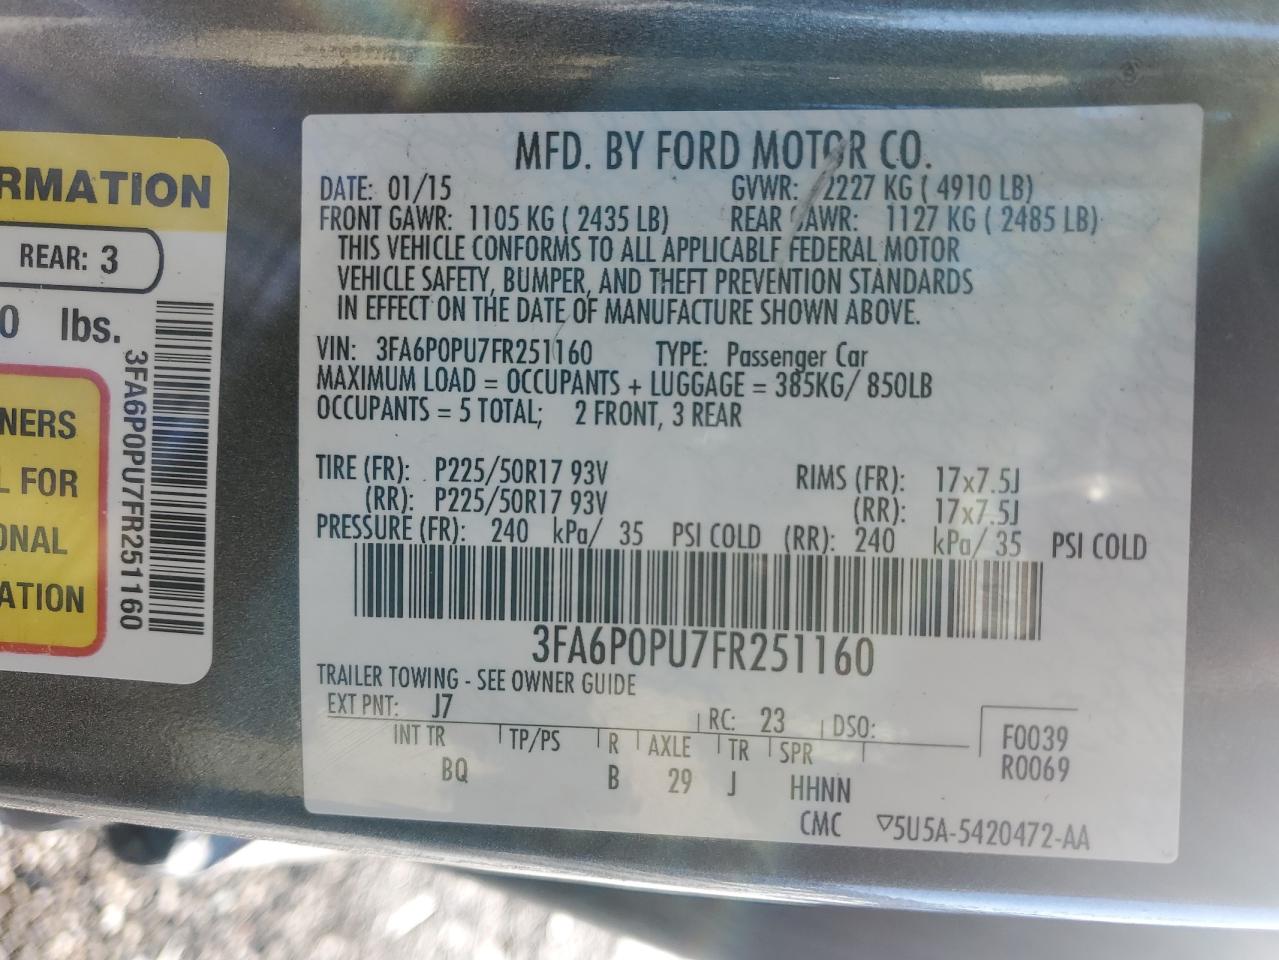 RMATION
REAR: 3
0 lbs.
NERS
L FOR
ONAL
ATION
3FA6P0PU7FR251160
MFD. BY FORD MOTOR CO.
DATE: 01/15 GVWR: 2227 KG ( 4910 LB)
FRONT GAWR: 1105 KG ( 2435 LB) REAR GAWR: 1127 KG ( 2485 LB)
THIS VEHICLE CONFORMS TO ALL APPLICABLE FEDERAL MOTOR
VEHICLE SAFETY, BUMPER, AND THEFT PREVENTION STANDARDS
IN EFFECT ON THE DATE OF MANUFACTURE SHOWN ABOVE.
VIN: 3FA6P0PU7FR251160 TYPE: Passenger Car
MAXIMUM LOAD = OCCUPANTS + LUGGAGE = 385KG/ 850LB
OCCUPANTS = 5 TOTAL; 2 FRONT, 3 REAR
TIRE (FR): P225/50R17 93V RIMS (FR): 17x7.5J
(RR): P225/50R17 93V (RR): 17x7.5J
PRESSURE (FR): 240 kPa/ 35 PSI COLD (RR): 240 kPa/ 35 PSI COLD
3FA6P0PU7FR251160
TRAILER TOWING - SEE OWNER GUIDE
EXT PNT: J7 RC: 23 DSO:
INT TR TP/PS R AXLE TR SPR F0039
BQ B 29 J HHNN R0069
CMC ▽5U5A-5420472-AA